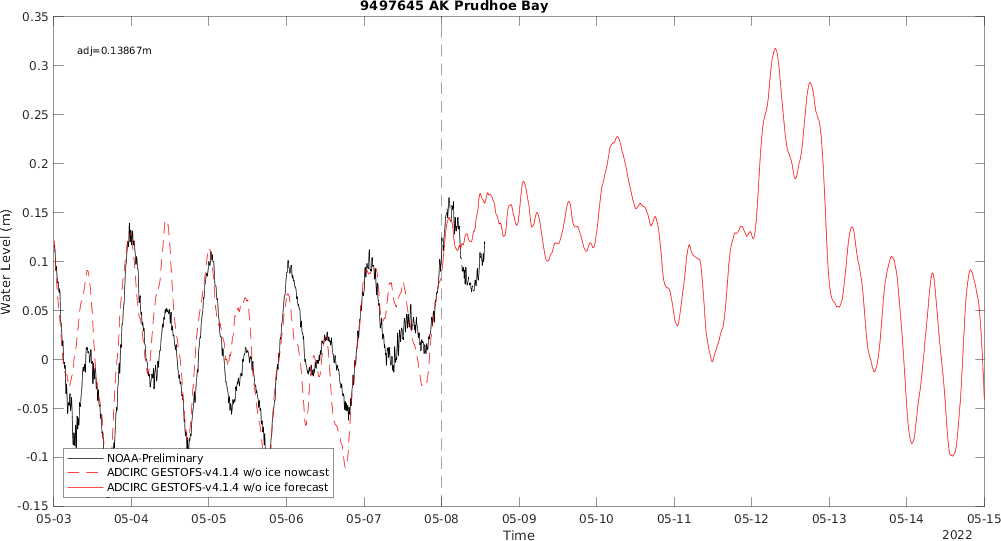 9497645 AK Prudhoe Bay
adj=0.13867m
0.35
0.3
0.25
0.2
0.15
0.1
0.05
0
-0.05
-0.1
-0.15
Water Level (m)
NOAA-Preliminary
ADCIRC GESTOFS-v4.1.4 w/o ice nowcast
ADCIRC GESTOFS-v4.1.4 w/o ice forecast
05-03 05-04 05-05 05-06 05-07 05-08 05-09 05-10 05-11 05-12 05-13 05-14 05-15
Time
2022